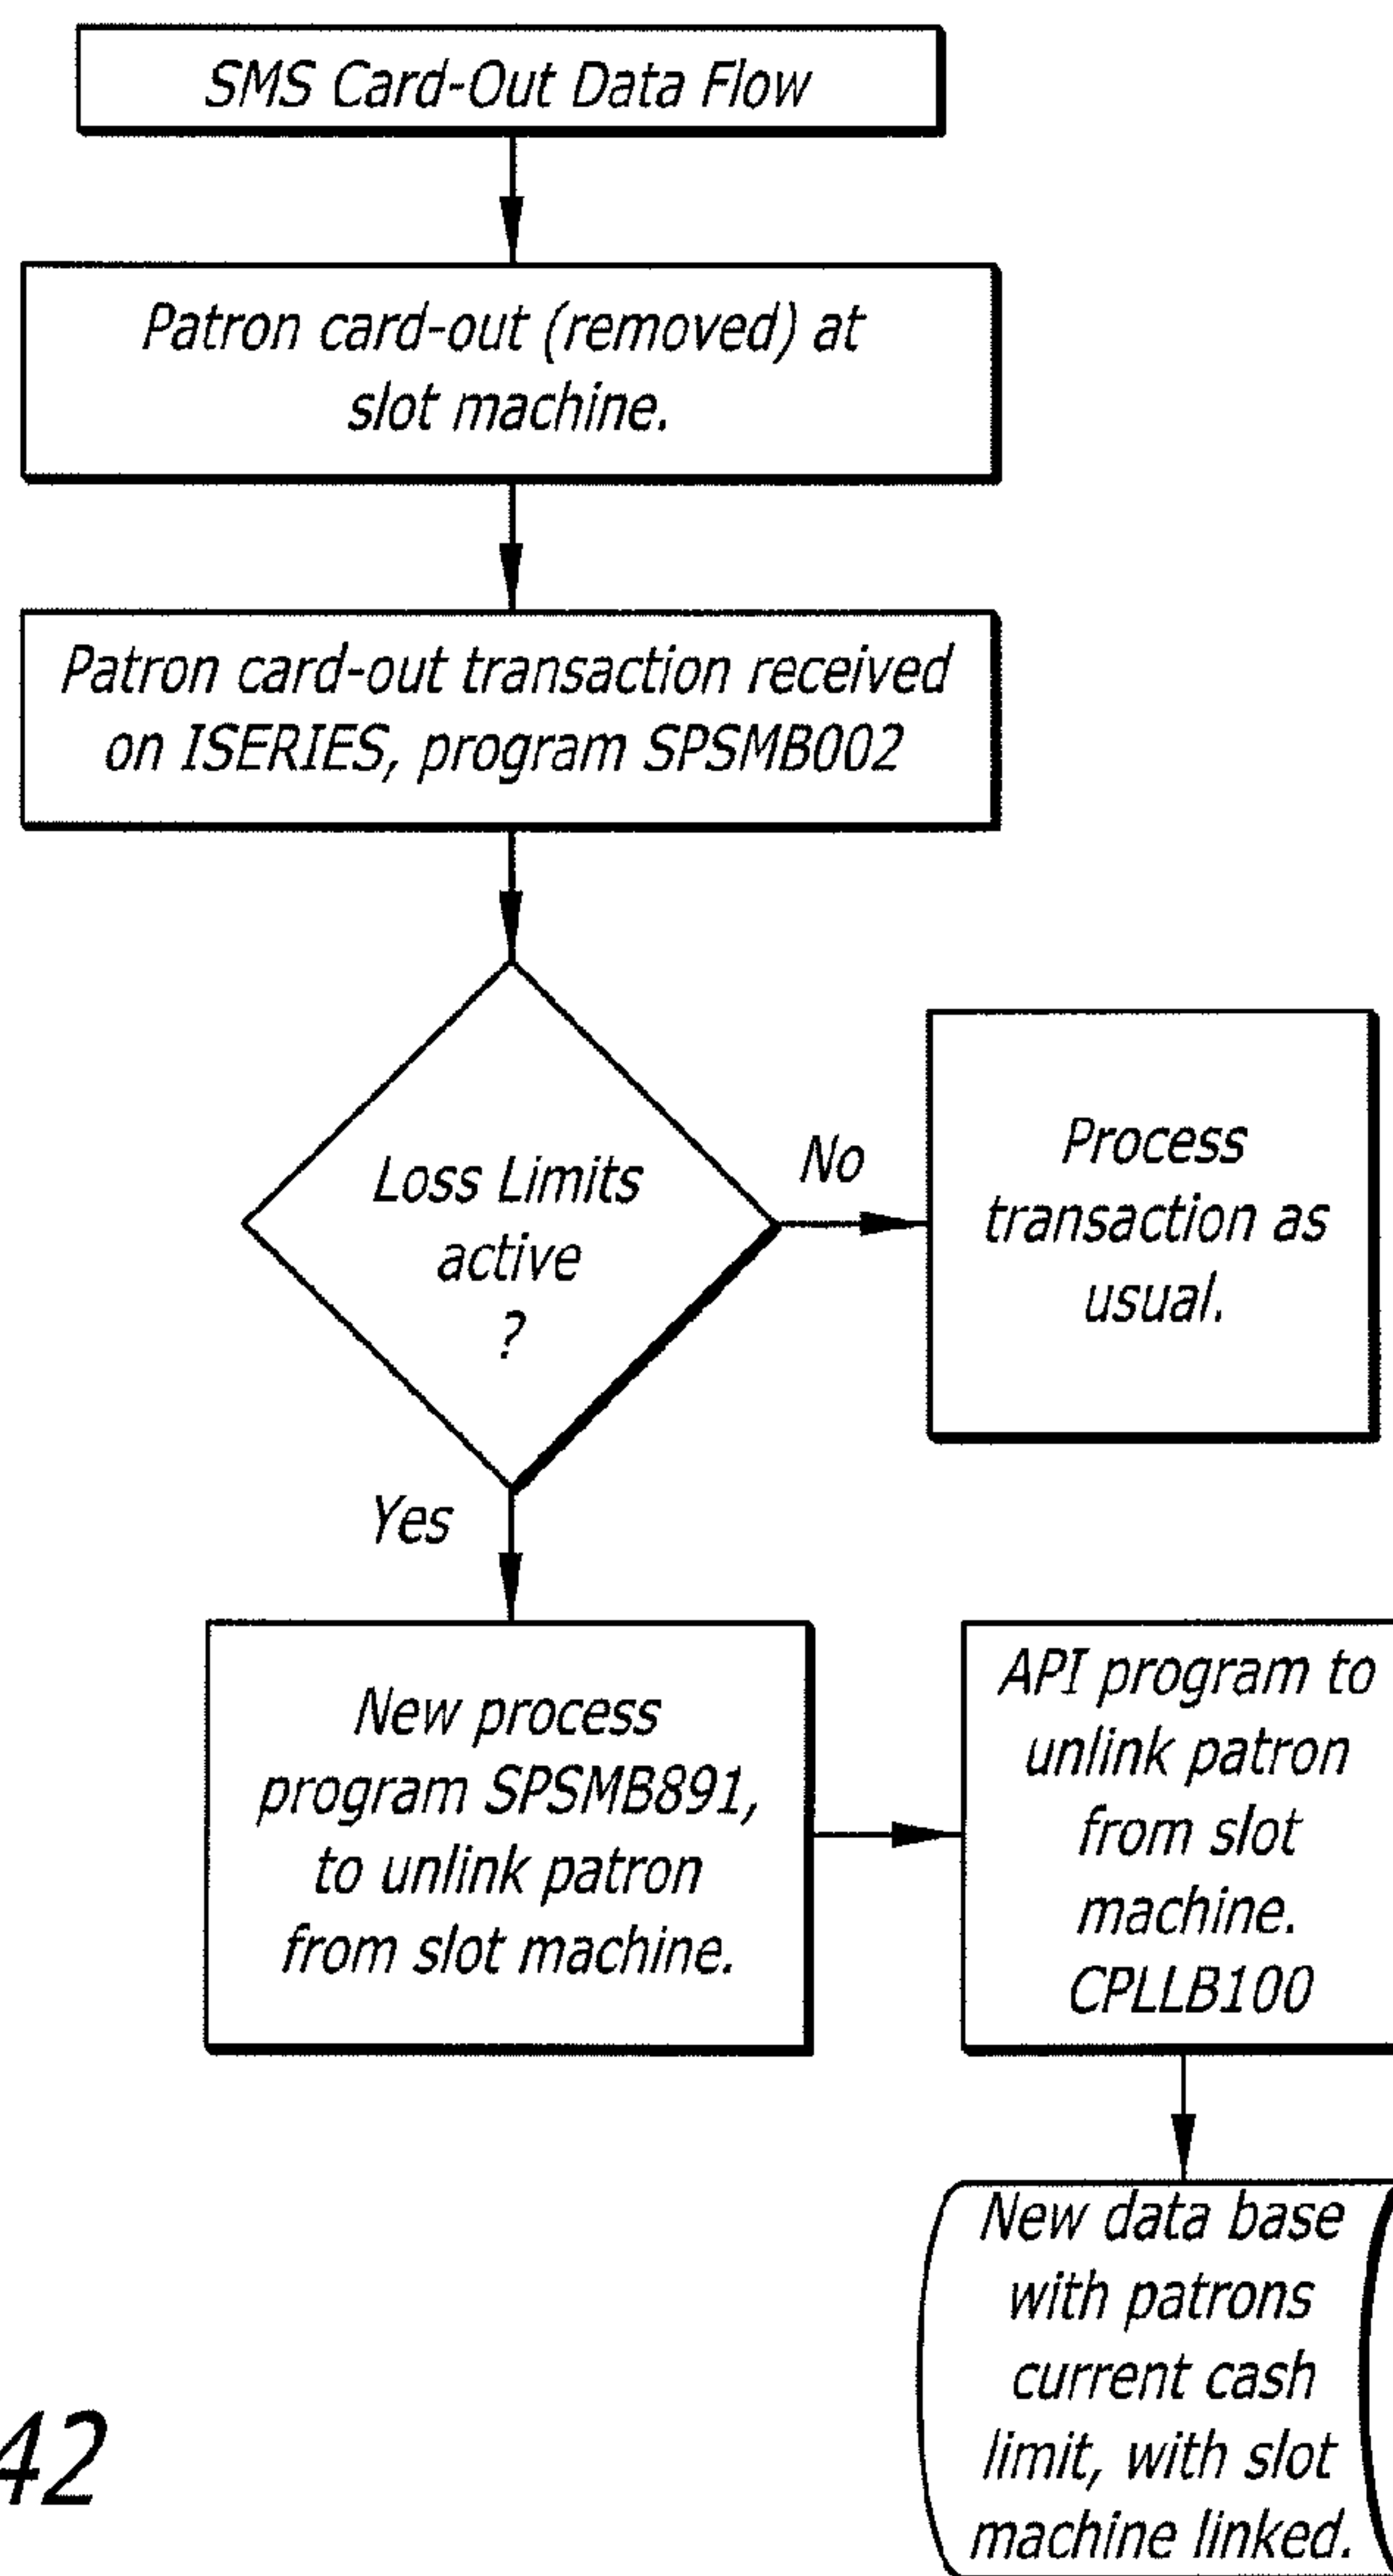 SMS Card-Out Data Flow
Patron card-out (removed) at
slot machine.
Patron card-out transaction received
on ISERIES, program SPSMB002
Loss Limits
active
?
No
Process
transaction as
usual.
Yes
New process
program SPSMB891,
to unlink patron
from slot machine.
API program to
unlink patron
from slot
machine.
CPLLB100
New data base
with patrons
current cash
limit, with slot
machine linked.
42